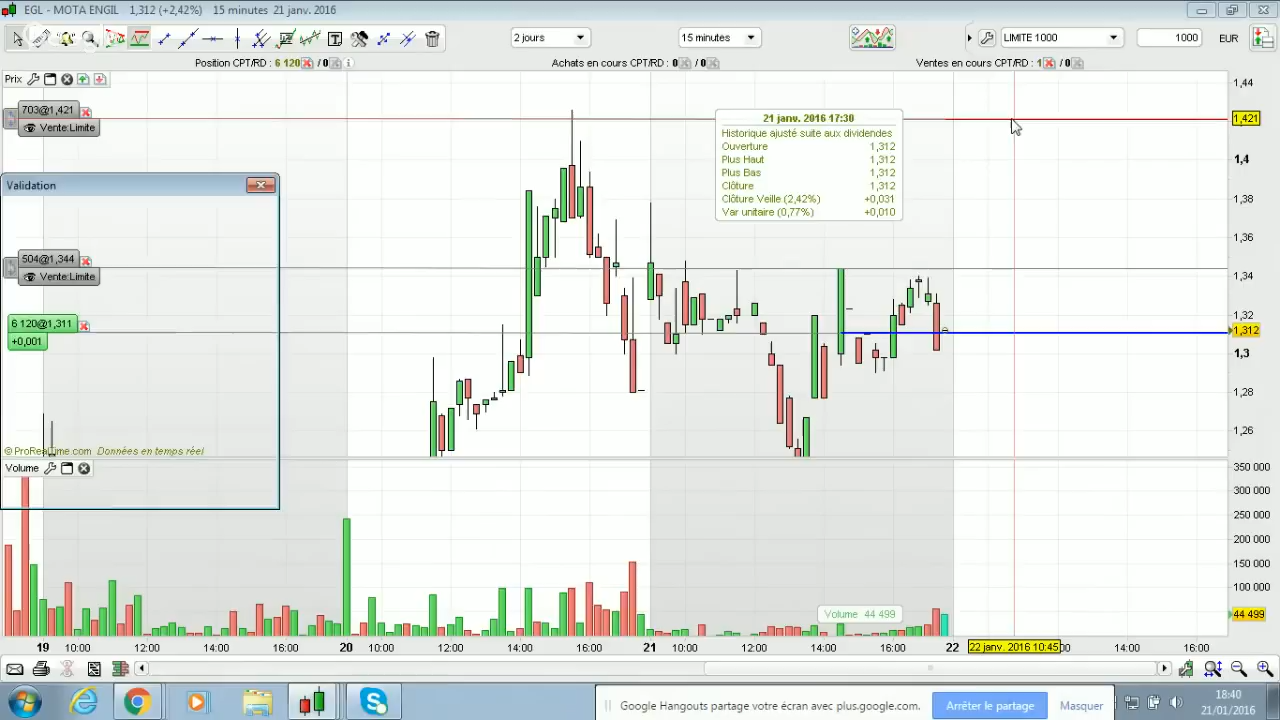 EGL - MOTA ENGIL 1,312 (+2,42%) 15 minutes 21 janv. 2016
2 jours
15 minutes
LIMITE 1000
1000
EUR
Position CPT/RD : 6 120 / 0
Achats en cours CPT/RD : 0 / 0
Ventes en cours CPT/RD : 1 / 0
Prix
1,44
703@1,421
Vente:Limite
1,421
21 janv. 2016 17:30
Historique ajusté suite aux dividendes
Ouverture 1,312
Plus Haut 1,312
Plus Bas 1,312
Clôture 1,312
Clôture Veille (2,42%) +0,031
Var unitaire (0,77%) +0,010
1,4
Validation
1,38
1,36
504@1,344
Vente:Limite
1,34
6 120@1,311
+0,001
1,32
1,312
1,3
1,28
1,26
© ProRealTime.com Données en temps réel
Volume
350 000
300 000
250 000
200 000
150 000
100 000
Volume 44 499
44 499
19 10:00 12:00 14:00 16:00 20 10:00 12:00 14:00 16:00 21 10:00 12:00 14:00 16:00 22 22 janv. 2016 10:45 14:00 16:00
Google Hangouts partage votre écran avec plus.google.com.
Arrêter le partage
Masquer
18:40
21/01/2016